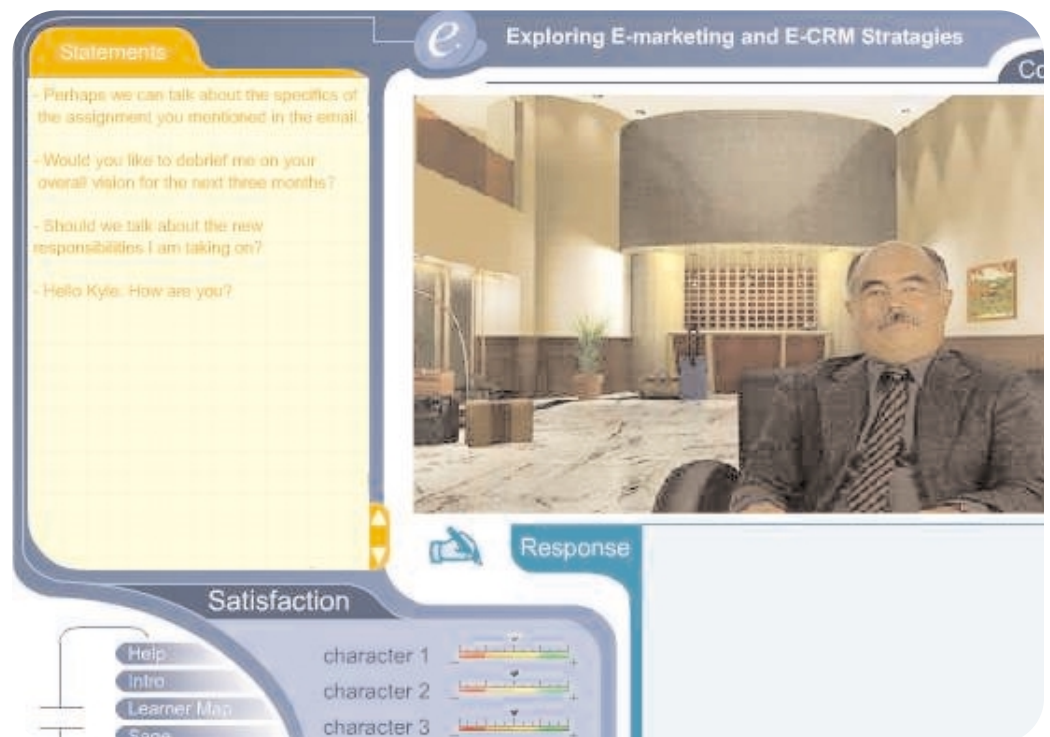 Statements
- Perhaps we can talk about the specifics of
the assignment you mentioned in the email.
- Would you like to debrief me on your
overall vision for the next three months?
- Should we talk about the new
responsibilities I am taking on?
- Hello Kyle. How are you?
e.
Exploring E-marketing and E-CRM Stratagies
Co
Response
Satisfaction
Help
Intro
Learner Map
Sage
character 1
character 2
character 3